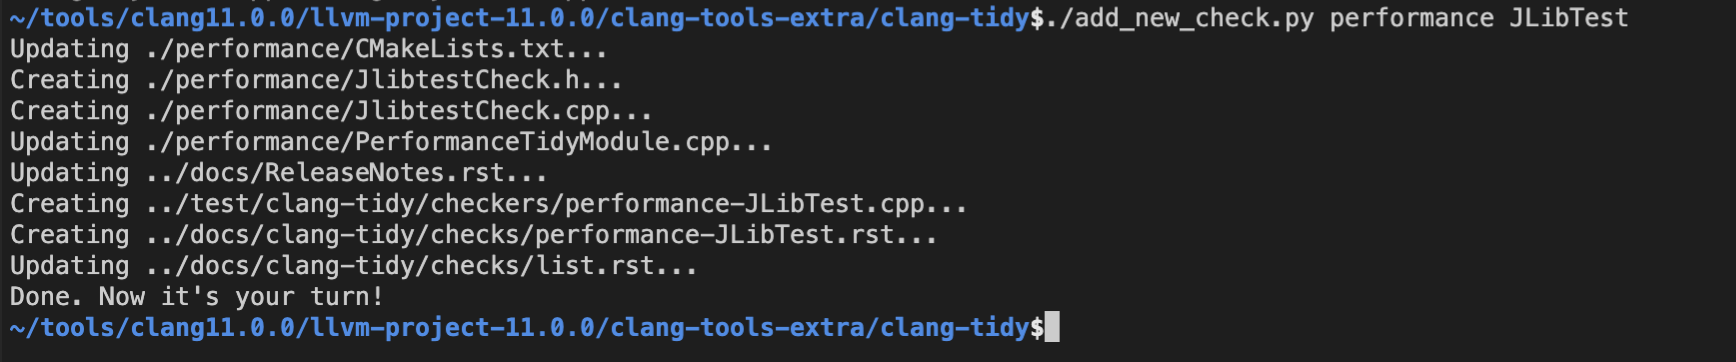 ~/tools/clang11.0.0/llvm-project-11.0.0/clang-tools-extra/clang-tidy$./add_new_check.py performance JLibTest
Updating ./performance/CMakeLists.txt...
Creating ./performance/JlibtestCheck.h...
Creating ./performance/JlibtestCheck.cpp...
Updating ./performance/PerformanceTidyModule.cpp...
Updating ../docs/ReleaseNotes.rst...
Creating ../test/clang-tidy/checkers/performance-JLibTest.cpp...
Creating ../docs/clang-tidy/checks/performance-JLibTest.rst...
Updating ../docs/clang-tidy/checks/list.rst...
Done. Now it's your turn!
~/tools/clang11.0.0/llvm-project-11.0.0/clang-tools-extra/clang-tidy$